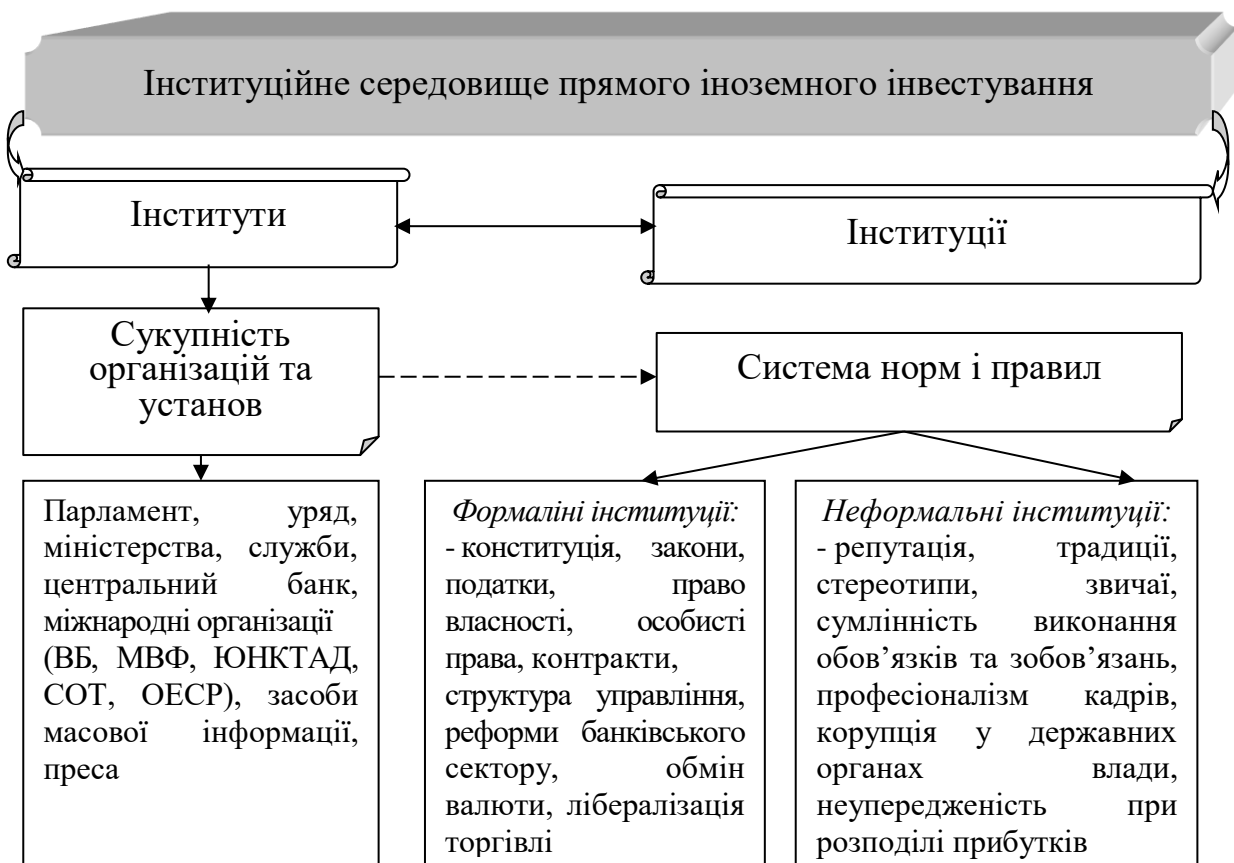 Інституційне середовище прямого іноземного інвестування
Інститути
Інституції
Сукупність
організацій та
установ
Система норм і правил
Парламент, уряд,
міністерства, служби,
центральний банк,
міжнародні організації
(ВБ, МВФ, ЮНКТАД,
СОТ, ОЕСР), засоби
масової інформації,
преса
Формаліні інституції:
- конституція, закони,
податки, право
власності, особисті
права, контракти,
структура управління,
реформи банківського
сектору, обмін
валюти, лібералізація
торгівлі
Неформальні інституції:
- репутація, традиції,
стереотипи, звичаї,
сумлінність виконання
обов’язків та зобов’язань,
професіоналізм кадрів,
корупція у державних
органах влади,
неупередженість при
розподілі прибутків